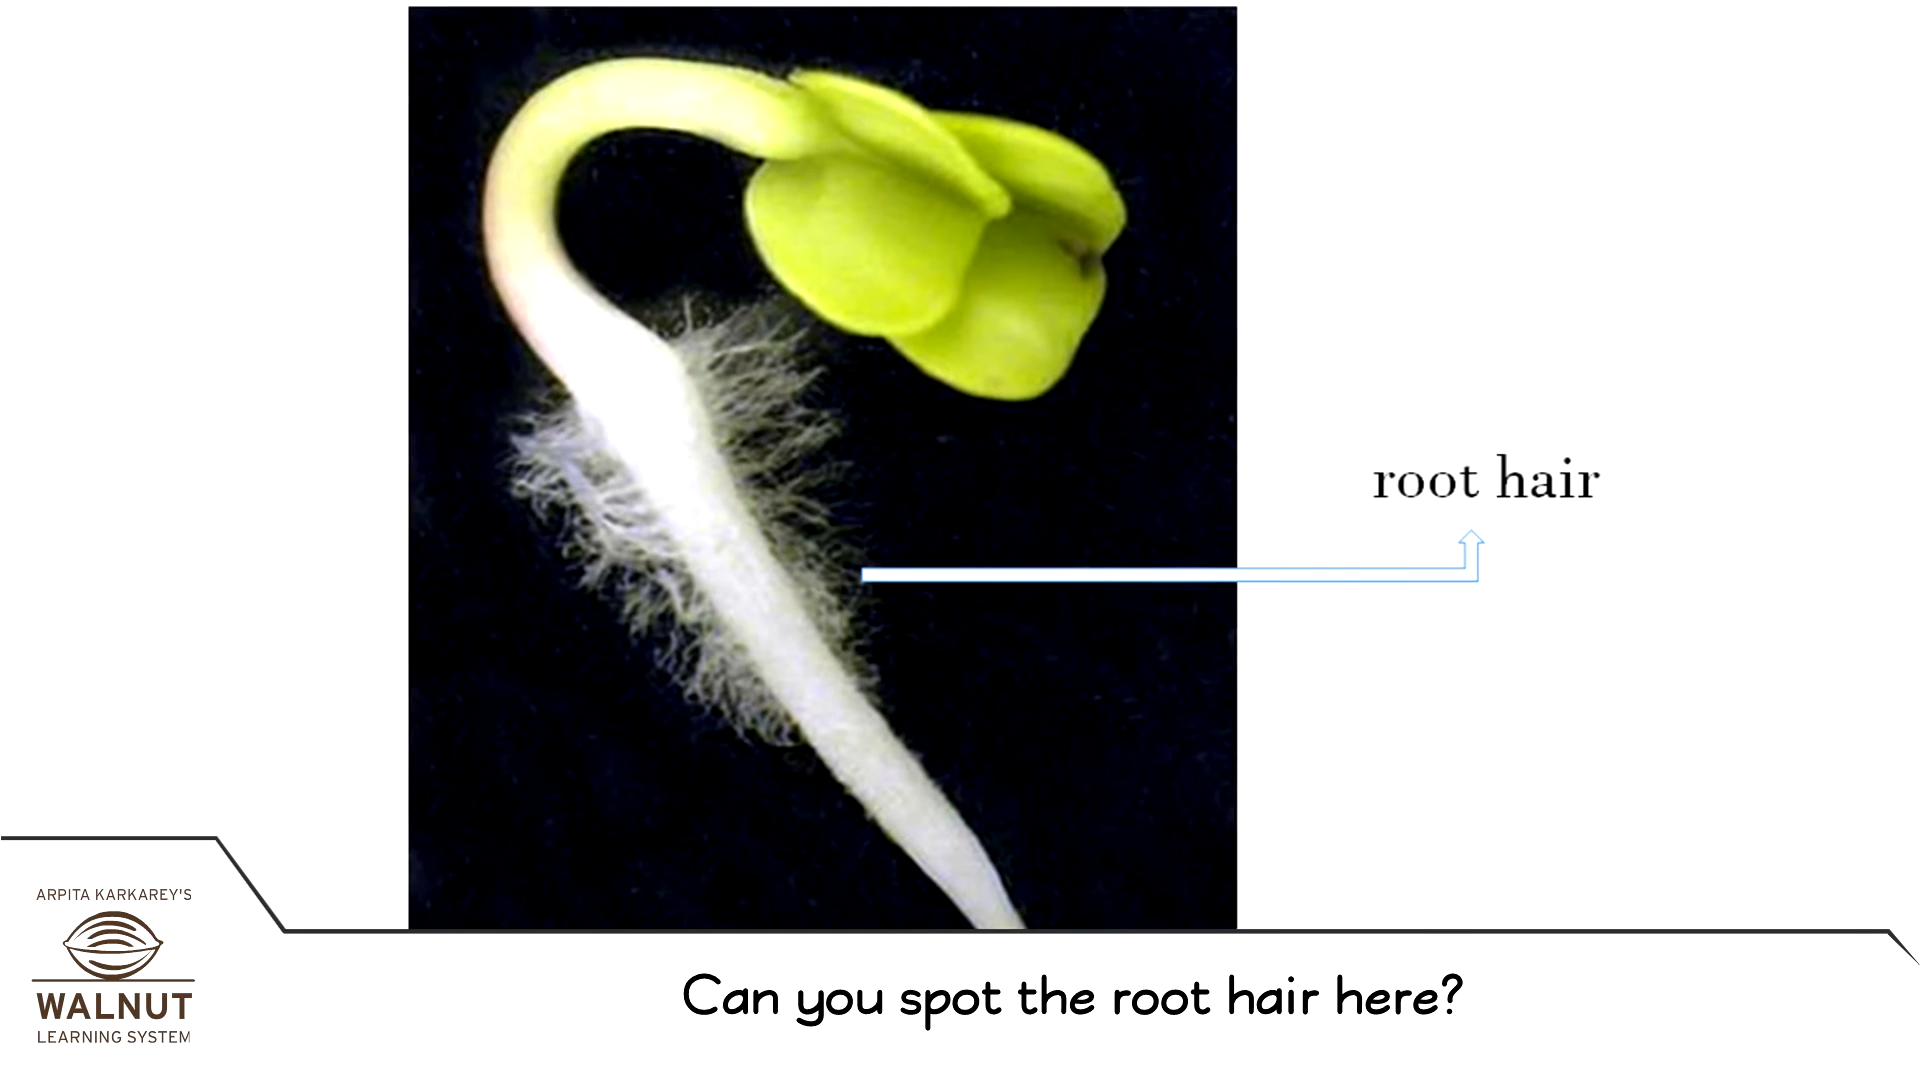 root hair
ARPITA KARKAREY'S
WALNUT
LEARNING SYSTEM
Can you spot the root hair here?